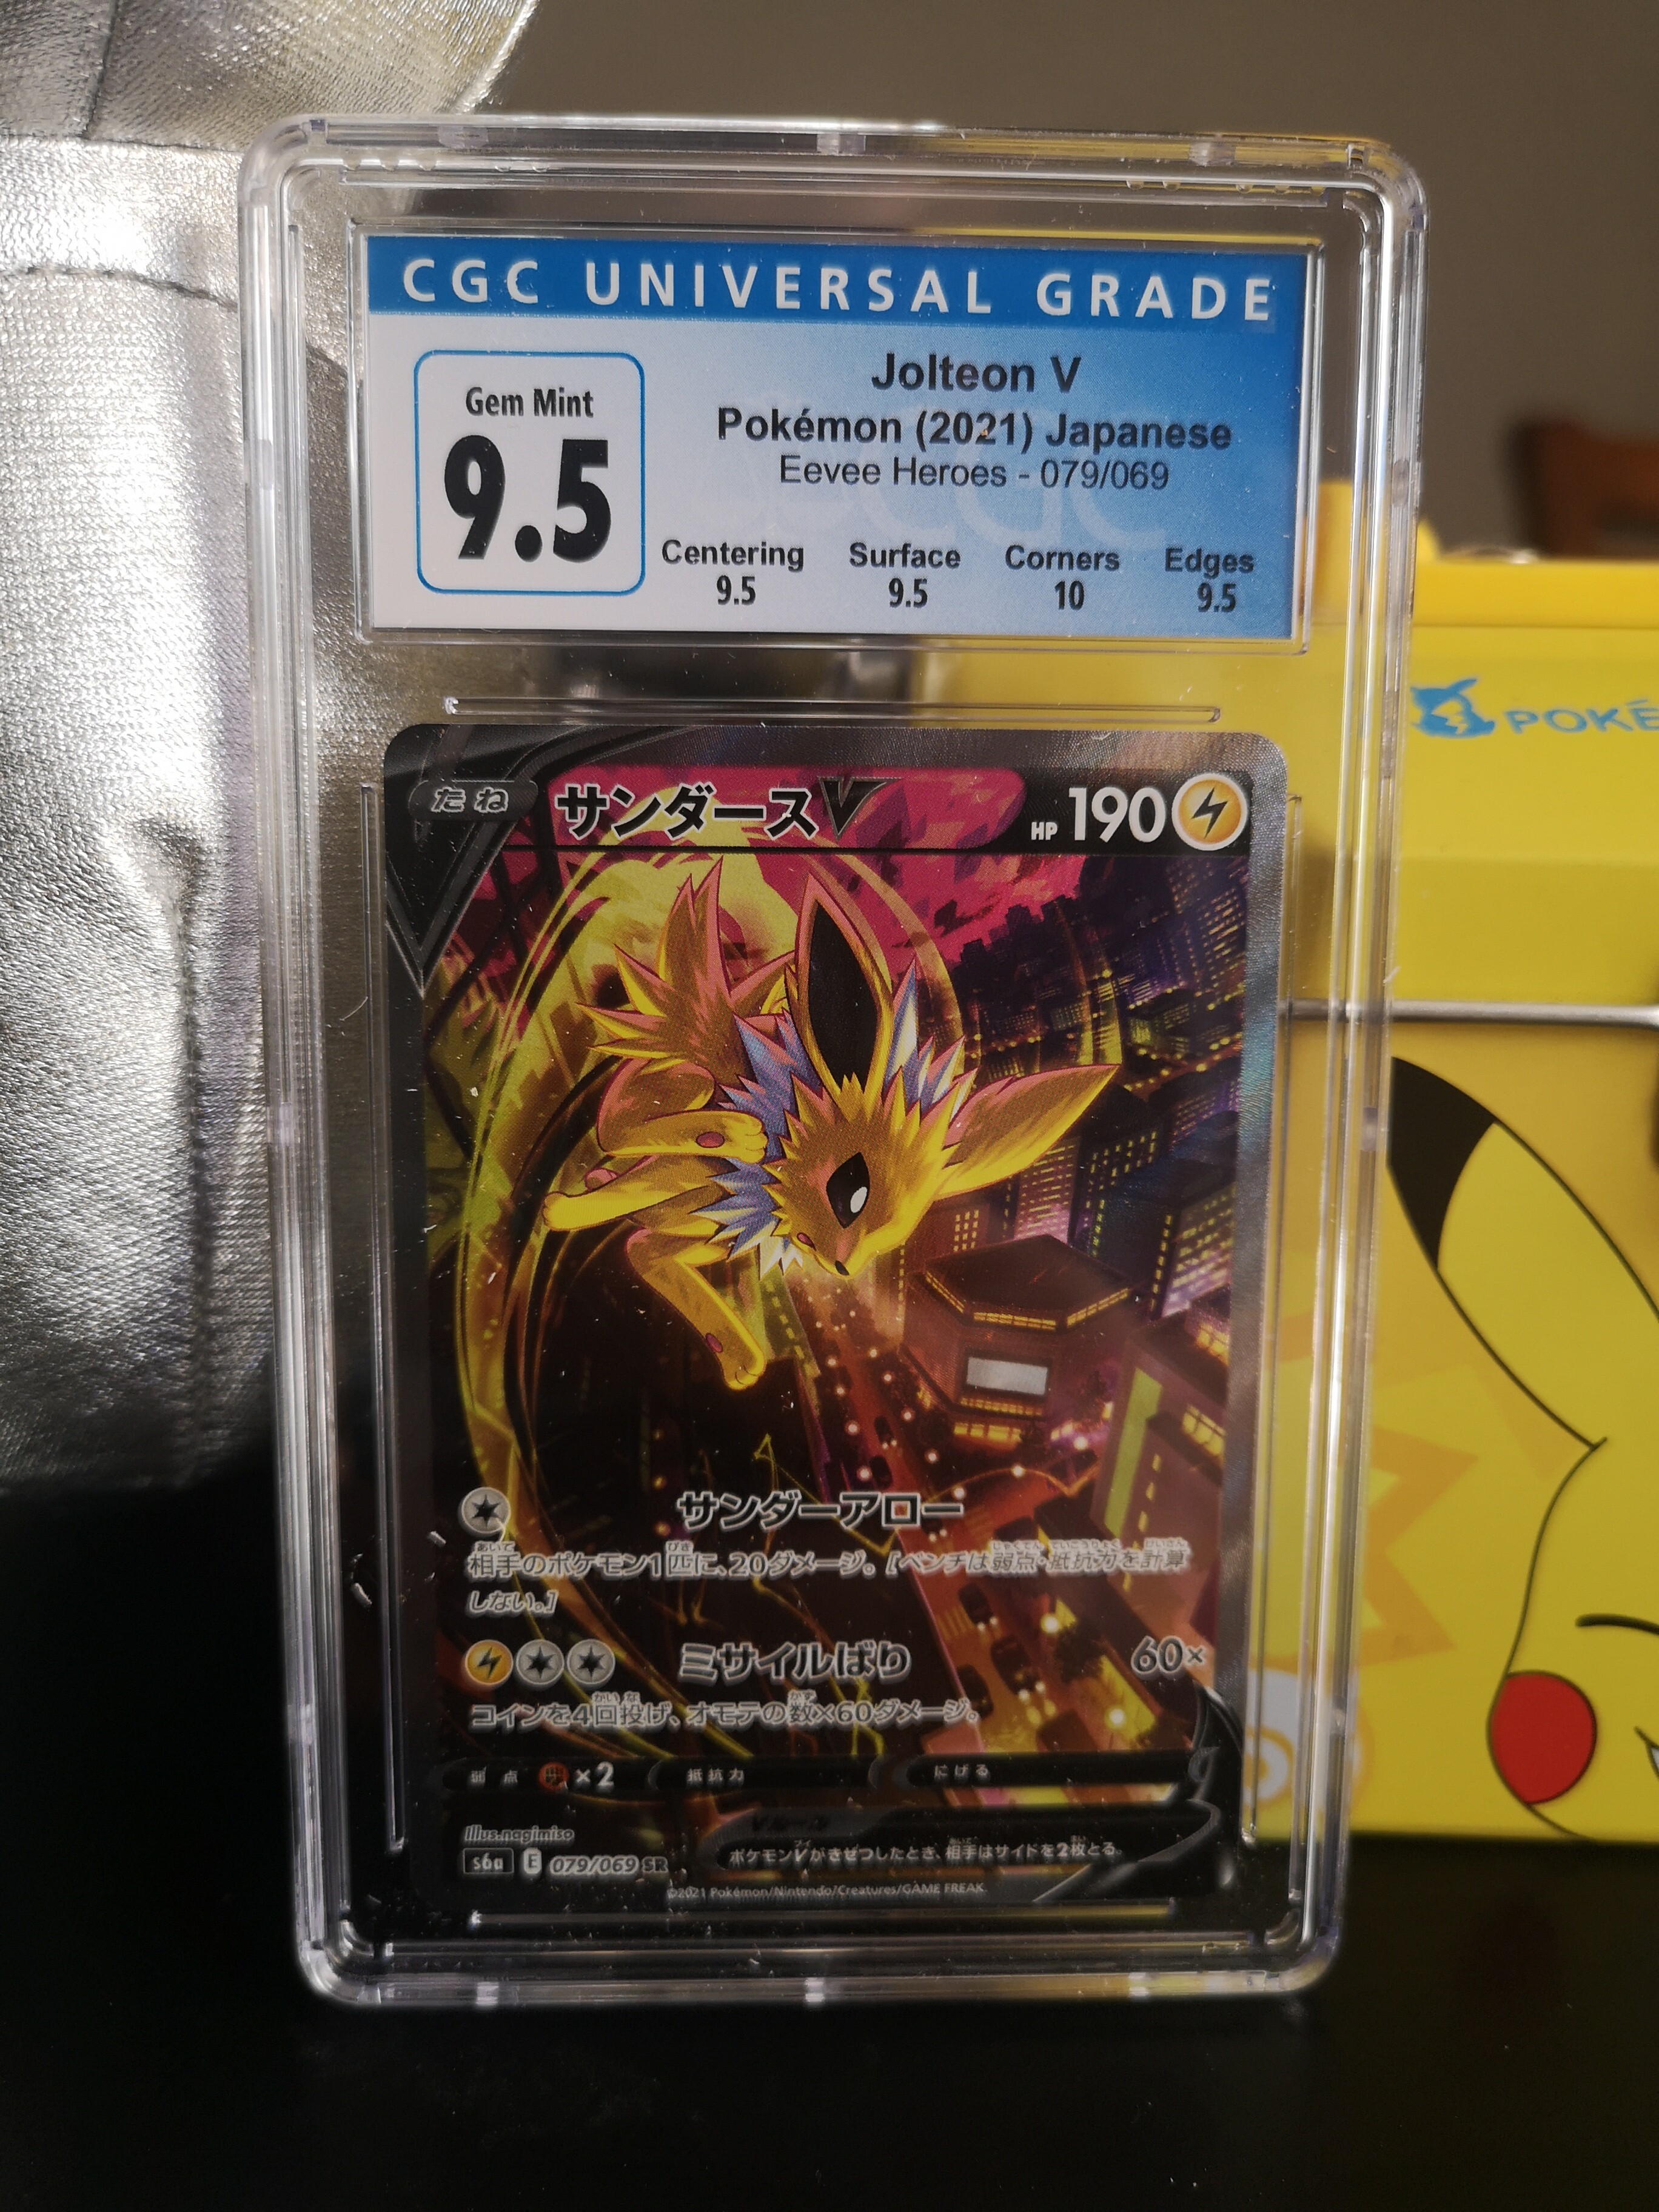 CGC UNIVERSAL GRADE
Gem Mint
9.5
Jolteon V
Pokémon (2021) Japanese
Eevee Heroes - 079/069
Centering Surface Corners Edges
9.5 9.5 10 9.5
POKÉ
たね サンダースV HP 190
サンダーアロー
相手のポケモン1匹に、20ダメージ。[ベンチは弱点・抵抗力を計算
しない。]
ミサイルばり 60×
コインを4回投げ、オモテの数×60ダメージ。
弱点 ×2 抵抗力 にげる
Vルール
ポケモンVがきぜつしたとき、相手はサイドを2枚とる。
illus.nagimiso
s6a E 079/069 SR
©2021 Pokémon/Nintendo/Creatures/GAME FREAK.